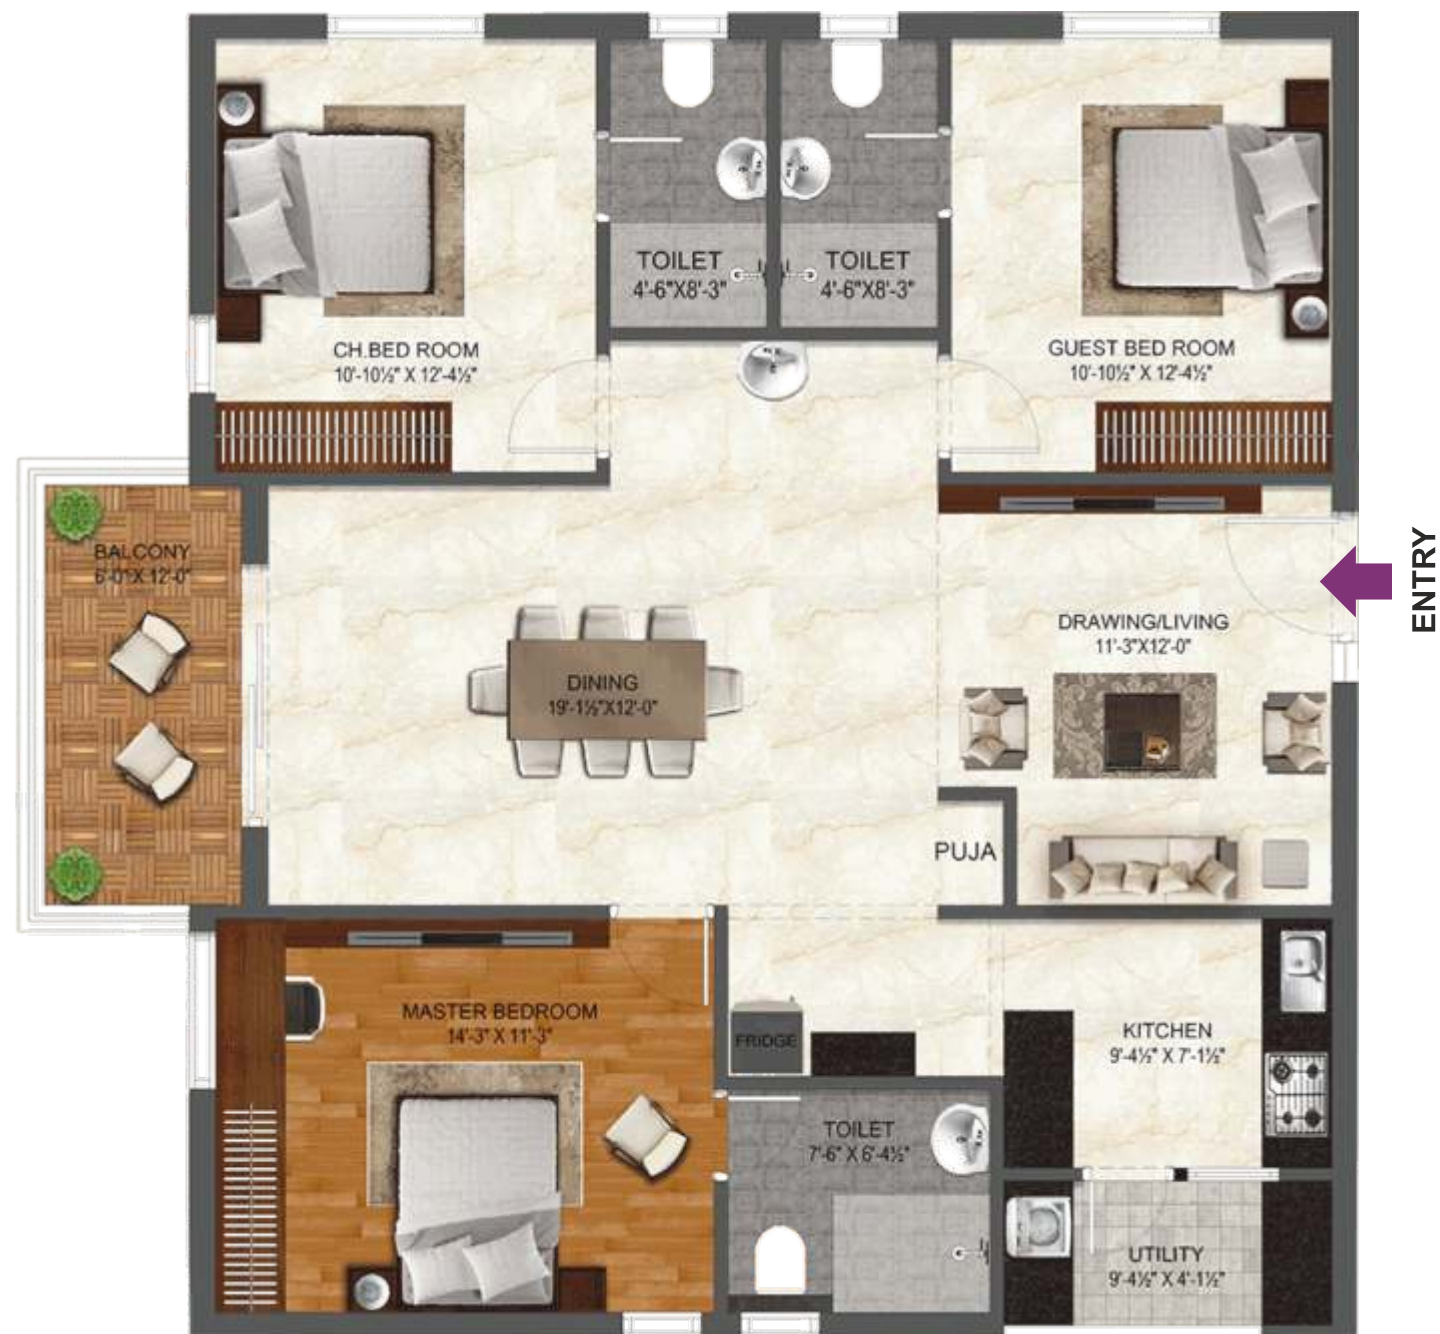 TOILET
4'-6"X8'-3"
TOILET
4'-6"X8'-3"
CH.BED ROOM
10'-10½" X 12'-4½"
GUEST BED ROOM
10'-10½" X 12'-4½"
BALCONY
6'-0"X 12'-0"
ENTRY
DRAWING/LIVING
11'-3"X12'-0"
DINING
19'-1½"X12'-0"
PUJA
MASTER BEDROOM
14'-3" X 11'-3"
FRIDGE
KITCHEN
9'-4½" X 7'-1½"
TOILET
7'-6" X 6'-4½"
UTILITY
9'-4½" X 4'-1½"